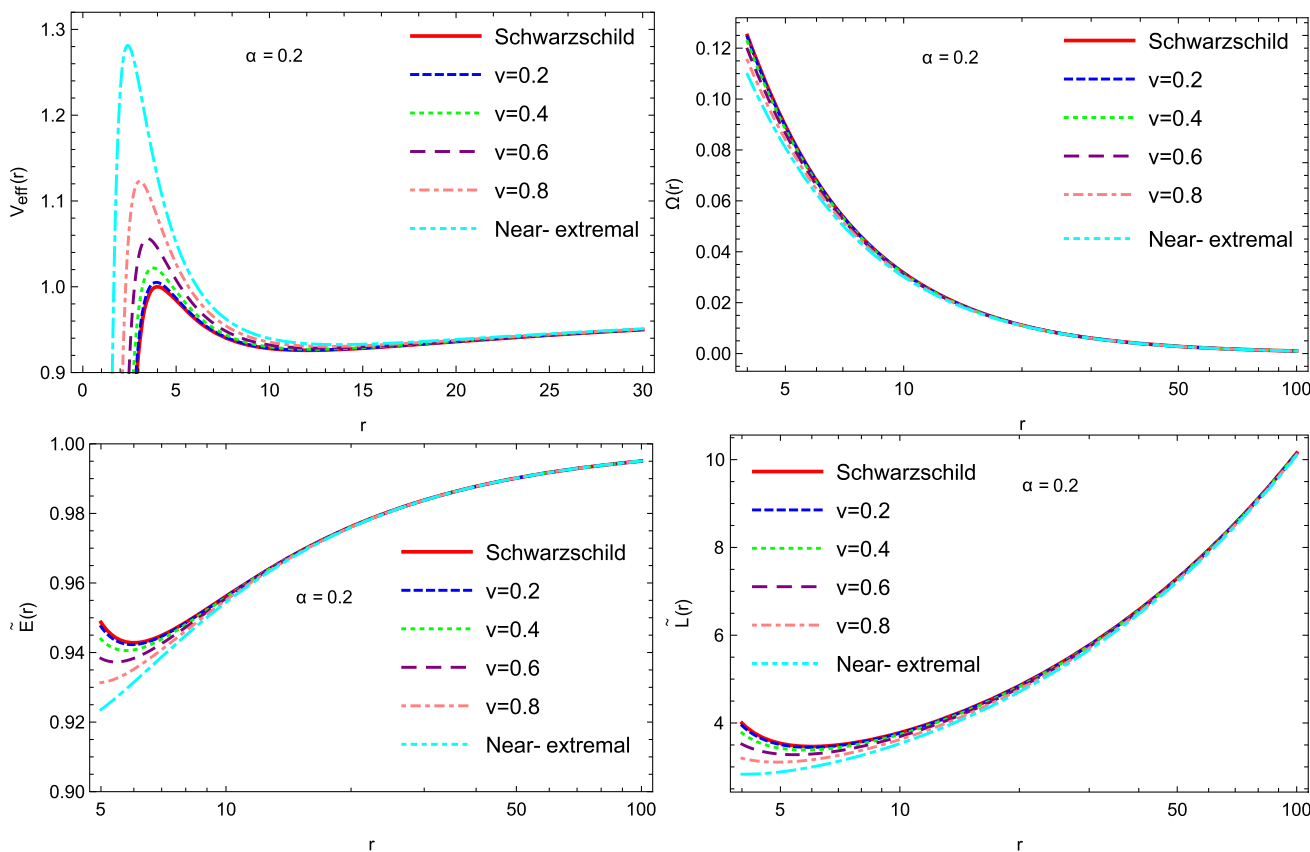 1.3
1.2
1.1
1.0
0.9
V_eff(r)
α = 0.2
Schwarzschild
v=0.2
v=0.4
v=0.6
v=0.8
Near- extremal
0 5 10 15 20 25 30
r
0.12
0.10
0.08
0.06
0.04
0.02
0.00
Ω(r)
α = 0.2
Schwarzschild
v=0.2
v=0.4
v=0.6
v=0.8
Near- extremal
5 10 50 100
r
1.00
0.98
0.96
0.94
0.92
0.90
Ẽ(r)
α = 0.2
Schwarzschild
v=0.2
v=0.4
v=0.6
v=0.8
Near- extremal
5 10 50 100
r
10
8
6
4
L̃(r)
Schwarzschild
α = 0.2
v=0.2
v=0.4
v=0.6
v=0.8
Near- extremal
5 10 50 100
r